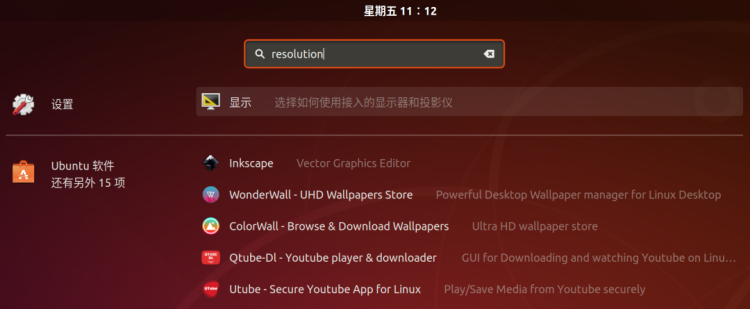 星期五 11：12
resolution
设置
显示 选择如何使用接入的显示器和投影仪
Ubuntu 软件
还有另外 15 项
Inkscape Vector Graphics Editor
WonderWall - UHD Wallpapers Store Powerful Desktop Wallpaper manager for Linux Desktop
ColorWall - Browse & Download Wallpapers Ultra HD wallpaper store
Qtube-Dl - Youtube player & downloader GUI for Downloading and watching Youtube on Linu…
Utube - Secure Youtube App for Linux Play/Save Media from Youtube securely